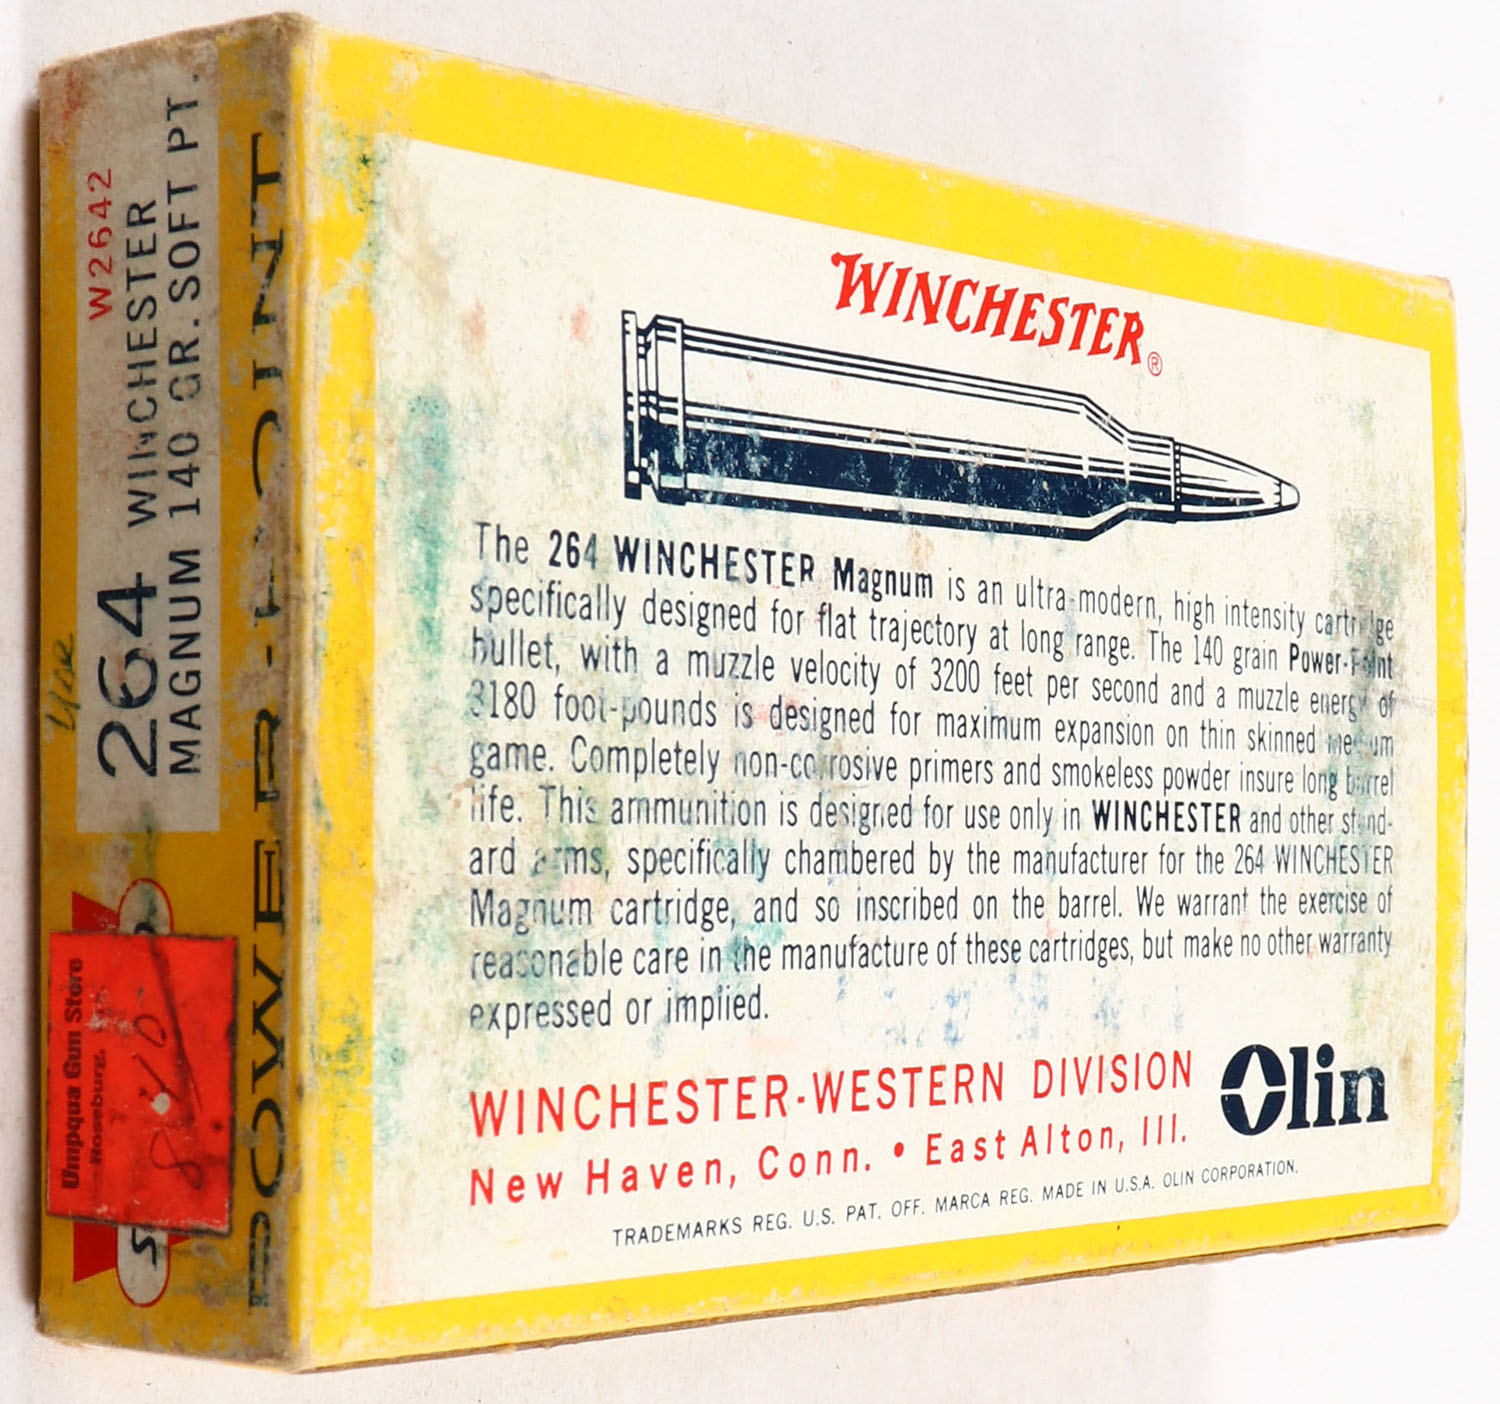 W2642
264 WINCHESTER
MAGNUM 140 GR. SOFT PT.
POWER-POINT
Umpqua Gun Store
Roseburg,
WINCHESTER®
The 264 WINCHESTER Magnum is an ultra-modern, high intensity cartridge
specifically designed for flat trajectory at long range. The 140 grain Power-Point
bullet, with a muzzle velocity of 3200 feet per second and a muzzle energy of
3180 foot-pounds is designed for maximum expansion on thin skinned medium
game. Completely non-corrosive primers and smokeless powder insure long barrel
life. This ammunition is designed for use only in WINCHESTER and other stand-
ard arms, specifically chambered by the manufacturer for the 264 WINCHESTER
Magnum cartridge, and so inscribed on the barrel. We warrant the exercise of
reasonable care in the manufacture of these cartridges, but make no other warranty
expressed or implied.
WINCHESTER-WESTERN DIVISION
New Haven, Conn. • East Alton, Ill.
Olin
TRADEMARKS REG. U.S. PAT. OFF. MARCA REG. MADE IN U.S.A. OLIN CORPORATION.